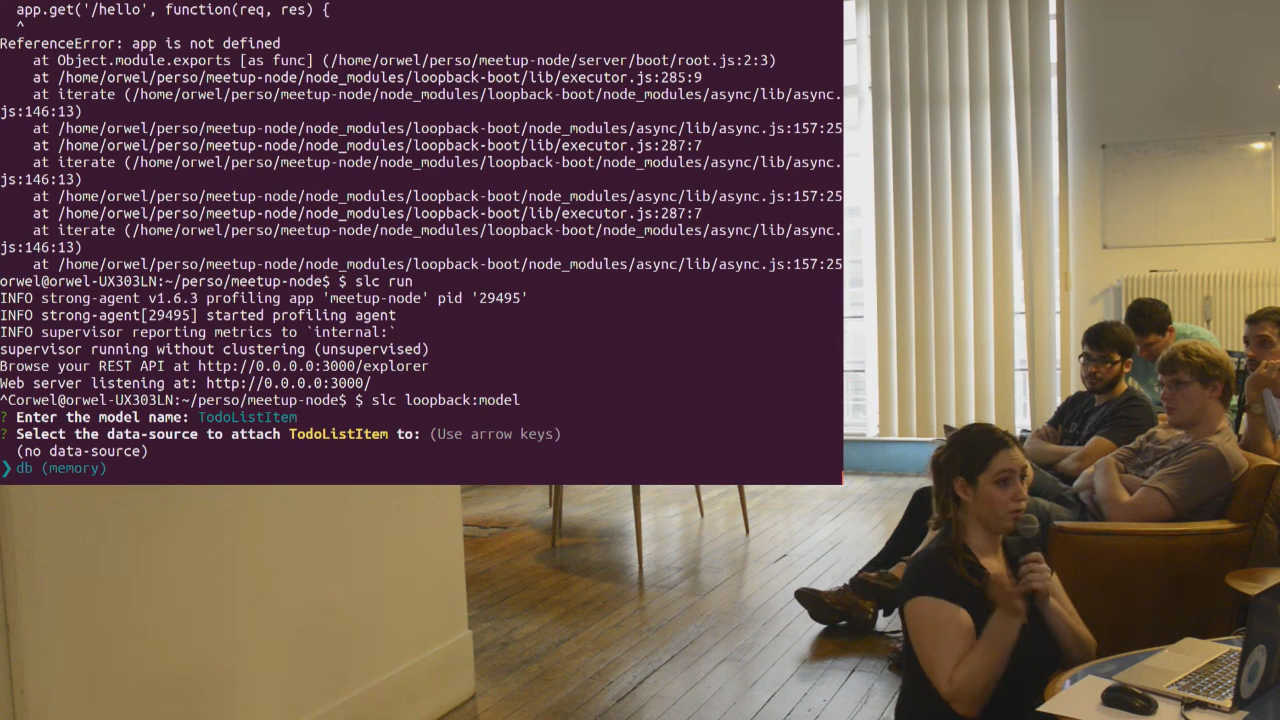 app.get('/hello', function(req, res) {
^
ReferenceError: app is not defined
at Object.module.exports [as func] (/home/orwel/perso/meetup-node/server/boot/root.js:2:3)
at /home/orwel/perso/meetup-node/node_modules/loopback-boot/lib/executor.js:285:9
at iterate (/home/orwel/perso/meetup-node/node_modules/loopback-boot/node_modules/async/lib/async.
js:146:13)
at /home/orwel/perso/meetup-node/node_modules/loopback-boot/node_modules/async/lib/async.js:157:25
at /home/orwel/perso/meetup-node/node_modules/loopback-boot/lib/executor.js:287:7
at iterate (/home/orwel/perso/meetup-node/node_modules/loopback-boot/node_modules/async/lib/async.
js:146:13)
at /home/orwel/perso/meetup-node/node_modules/loopback-boot/node_modules/async/lib/async.js:157:25
at /home/orwel/perso/meetup-node/node_modules/loopback-boot/lib/executor.js:287:7
at iterate (/home/orwel/perso/meetup-node/node_modules/loopback-boot/node_modules/async/lib/async.
js:146:13)
at /home/orwel/perso/meetup-node/node_modules/loopback-boot/node_modules/async/lib/async.js:157:25
orwel@orwel-UX303LN:~/perso/meetup-node$ $ slc run
INFO strong-agent v1.6.3 profiling app 'meetup-node' pid '29495'
INFO strong-agent[29495] started profiling agent
INFO supervisor reporting metrics to `internal:`
supervisor running without clustering (unsupervised)
Browse your REST API at http://0.0.0.0:3000/explorer
Web server listening at: http://0.0.0.0:3000/
^Corwel@orwel-UX303LN:~/perso/meetup-node$ $ slc loopback:model
? Enter the model name: TodoListItem
? Select the data-source to attach TodoListItem to: (Use arrow keys)
(no data-source)
❯ db (memory)